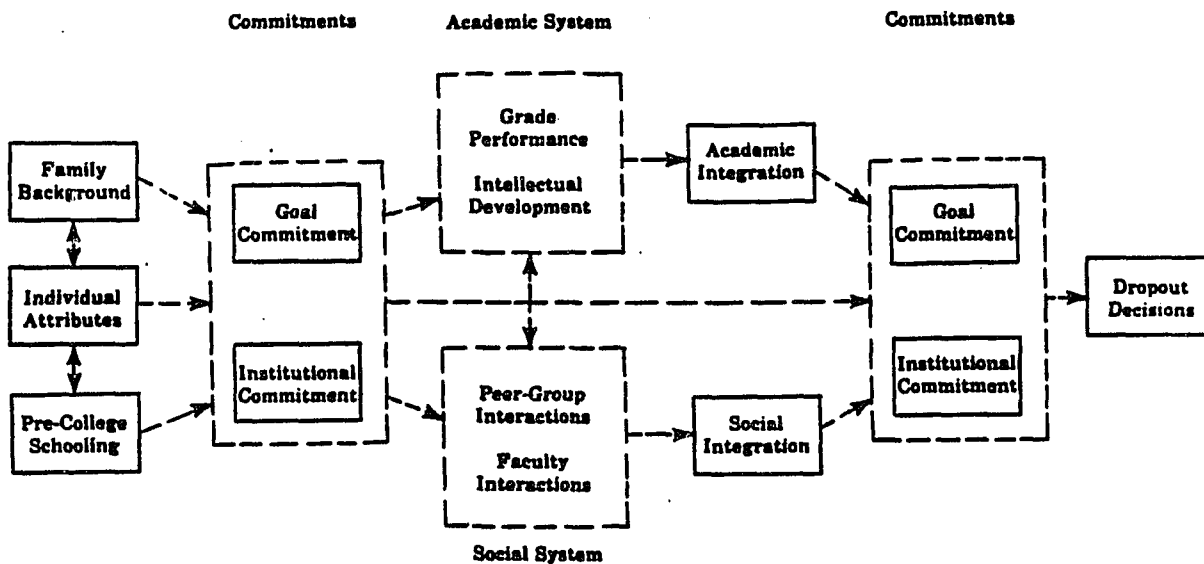 Commitments
Academic System
Commitments
Family
Background
Individual
Attributes
Pre-College
Schooling
Goal
Commitment
Institutional
Commitment
Grade
Performance
Intellectual
Development
Peer-Group
Interactions
Faculty
Interactions
Social System
Academic
Integration
Social
Integration
Goal
Commitment
Institutional
Commitment
Dropout
Decisions